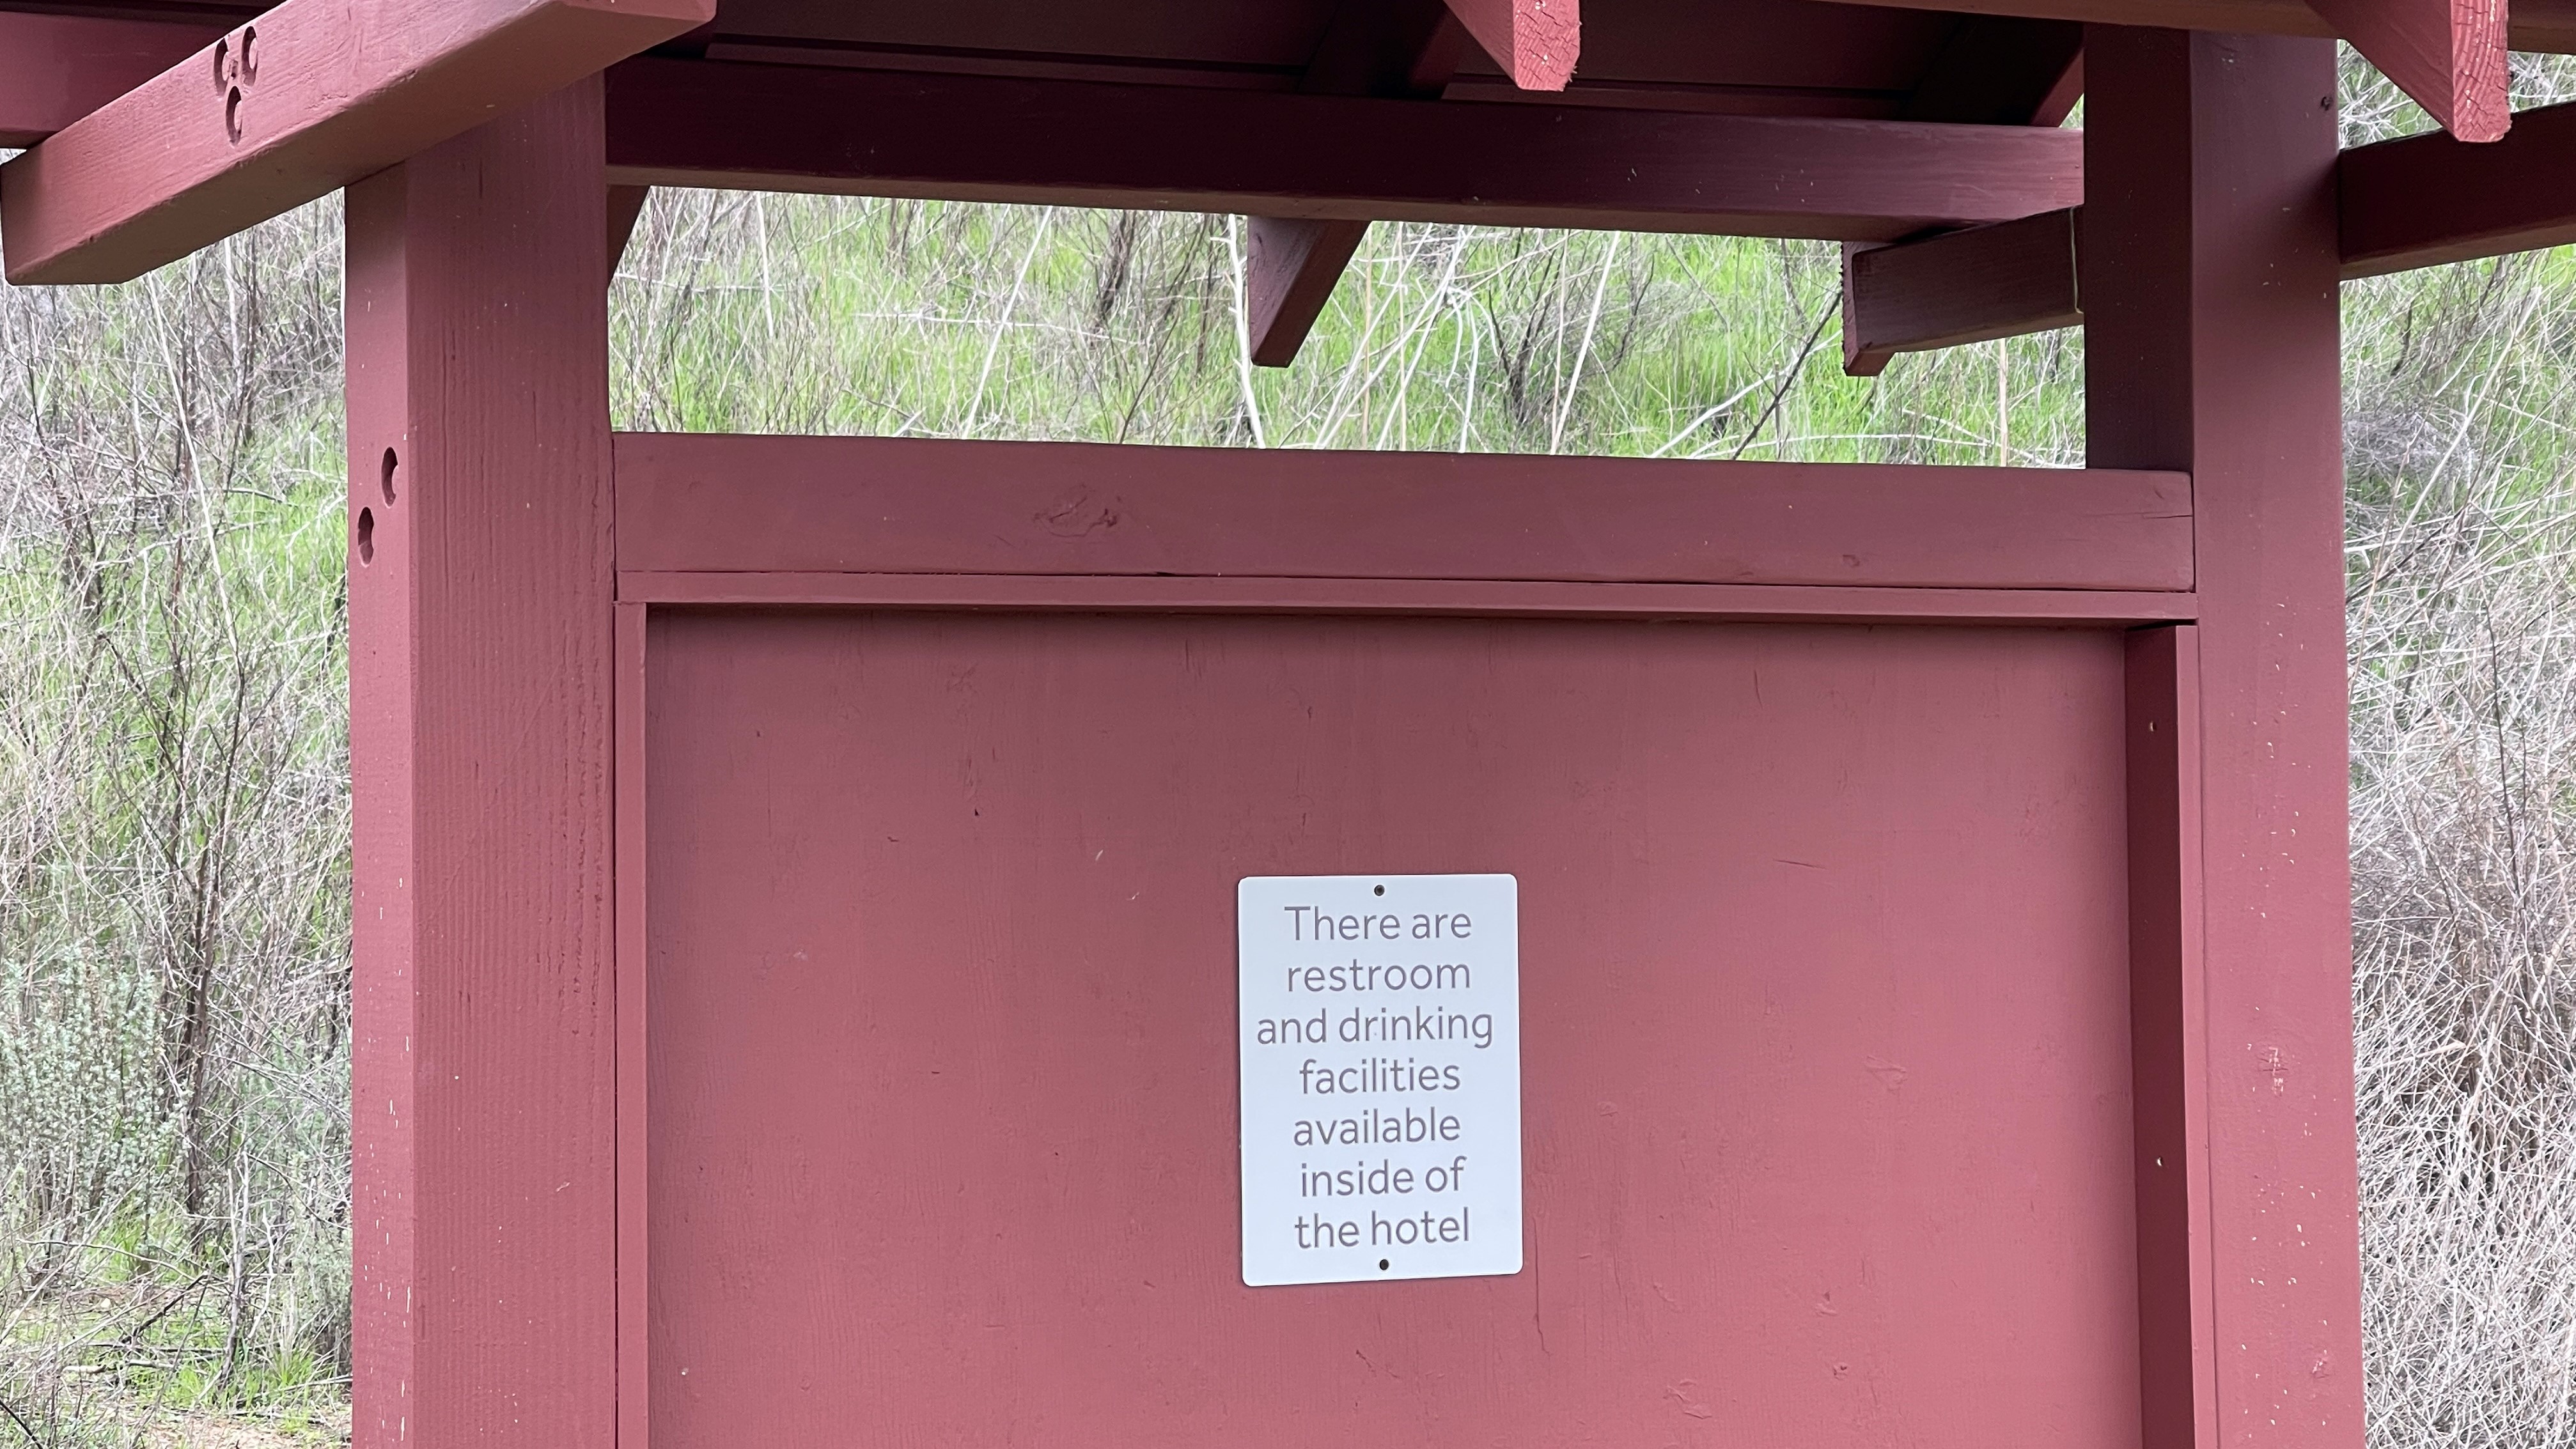 There are
restroom
and drinking
facilities
available
inside of
the hotel